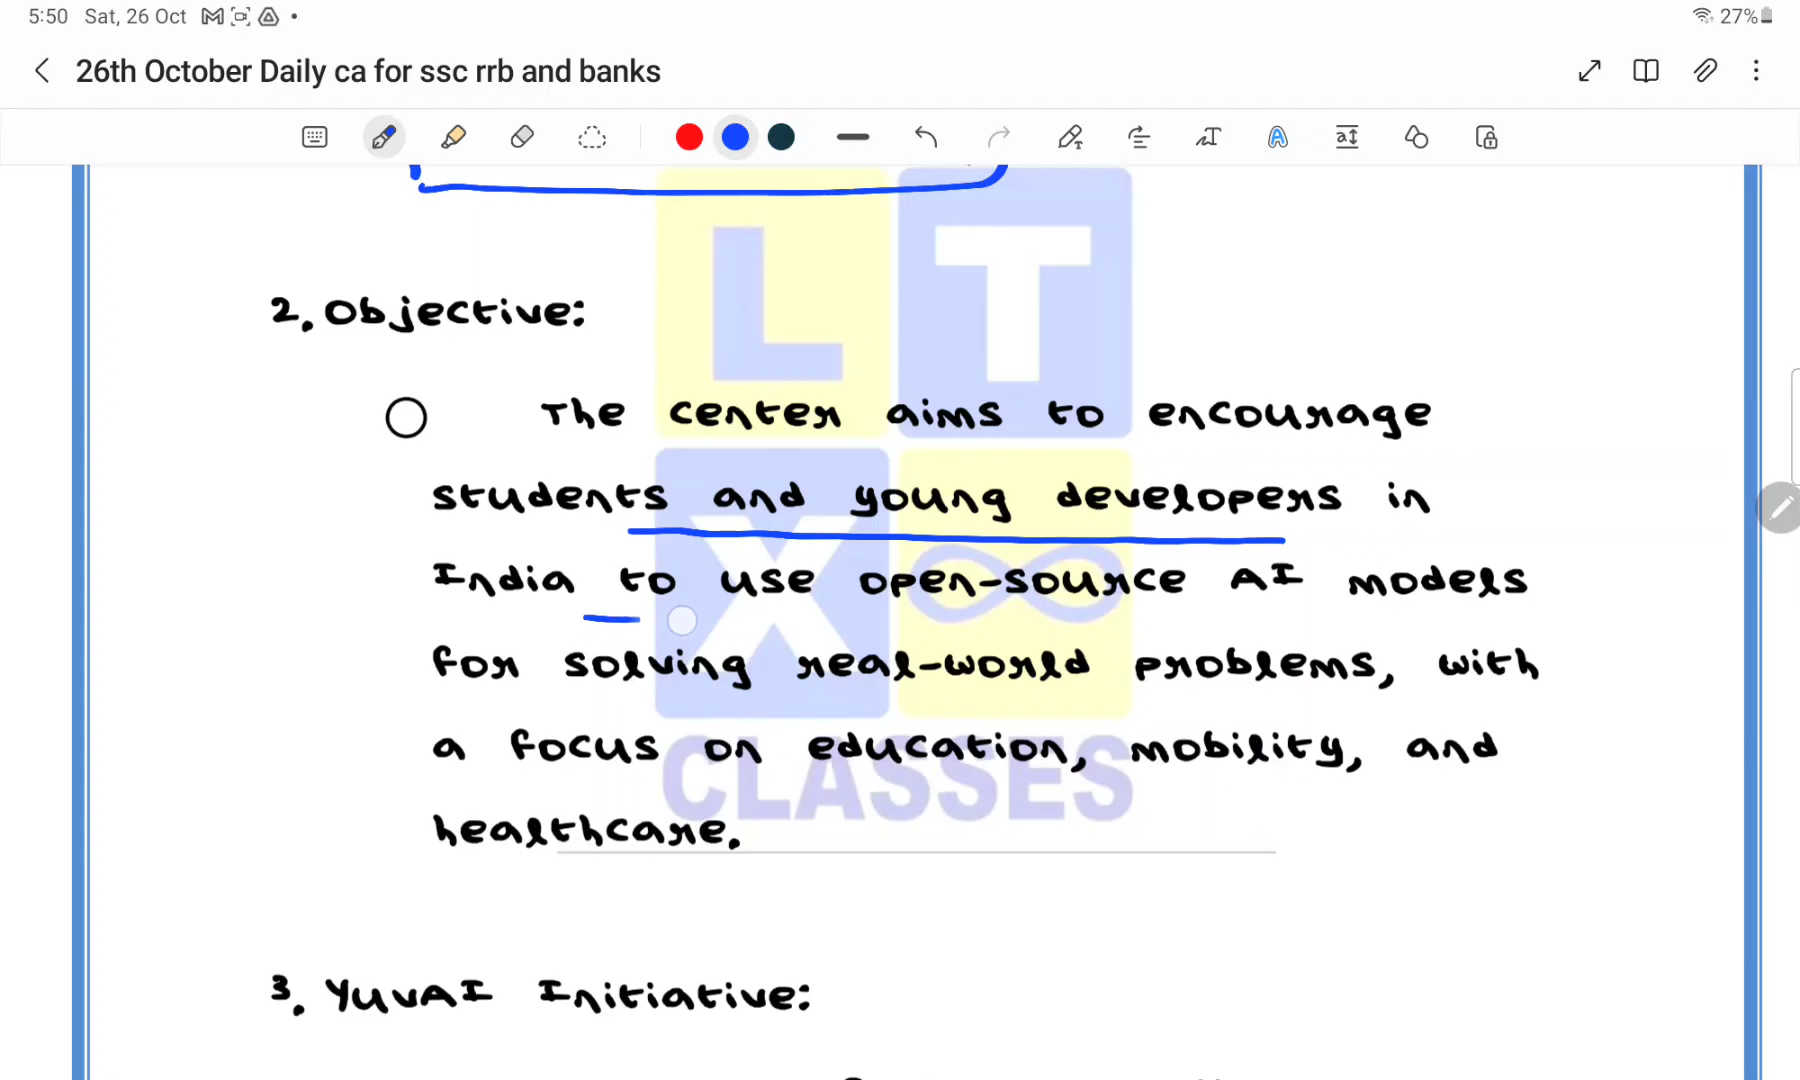 5:50 Sat, 26 Oct
27%
26th October Daily ca for ssc rrb and banks
L T
X
CLASSES
2. Objective:
The center aims to encourage
students and young developers in
India to use open-source AI models
for solving real-world problems, with
a focus on education, mobility, and
healthcare.
3. YuvAI Initiative: